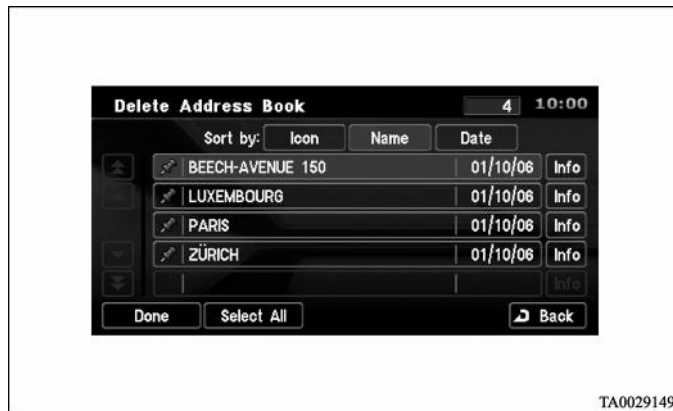 Delete Address Book 4 10:00
Sort by: Icon Name Date
BEECH-AVENUE 150 01/10/06 Info
LUXEMBOURG 01/10/06 Info
PARIS 01/10/06 Info
ZÜRICH 01/10/06 Info
Info
Done Select All Back
TA0029149